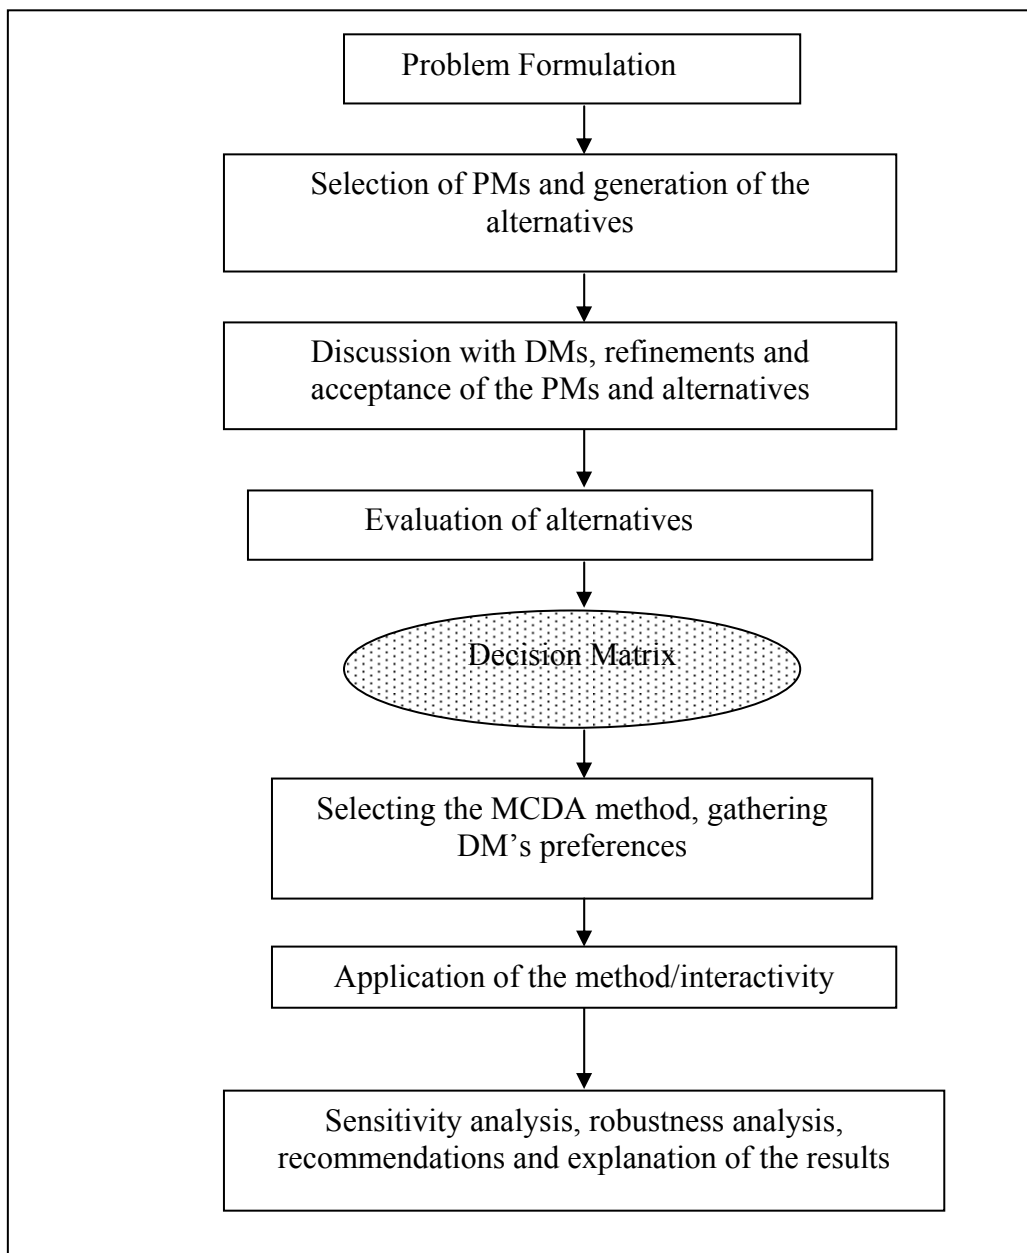 Problem Formulation
Selection of PMs and generation of the
alternatives
Discussion with DMs, refinements and
acceptance of the PMs and alternatives
Evaluation of alternatives
Decision Matrix
Selecting the MCDA method, gathering
DM’s preferences
Application of the method/interactivity
Sensitivity analysis, robustness analysis,
recommendations and explanation of the results